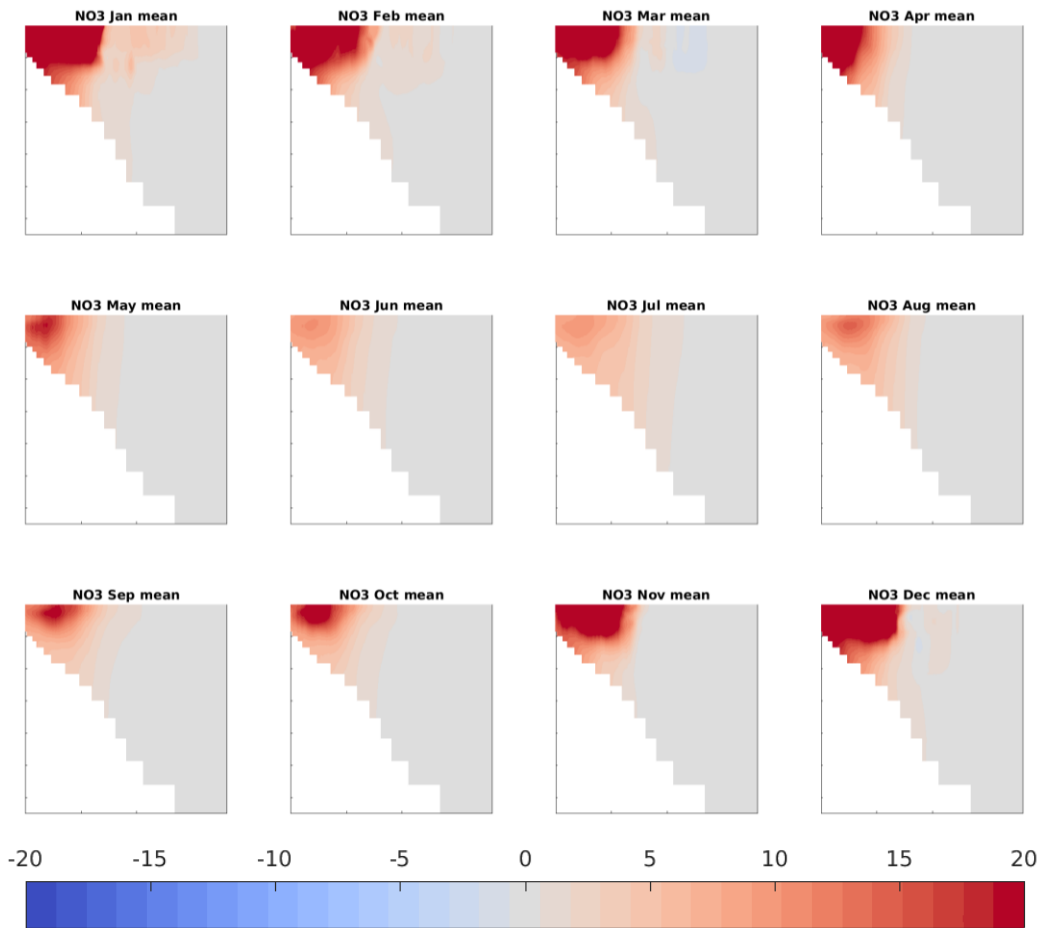 NO3 Jan mean NO3 Feb mean NO3 Mar mean NO3 Apr mean
NO3 May mean NO3 Jun mean NO3 Jul mean NO3 Aug mean
NO3 Sep mean NO3 Oct mean NO3 Nov mean NO3 Dec mean
-20 -15 -10 -5 0 5 10 15 20